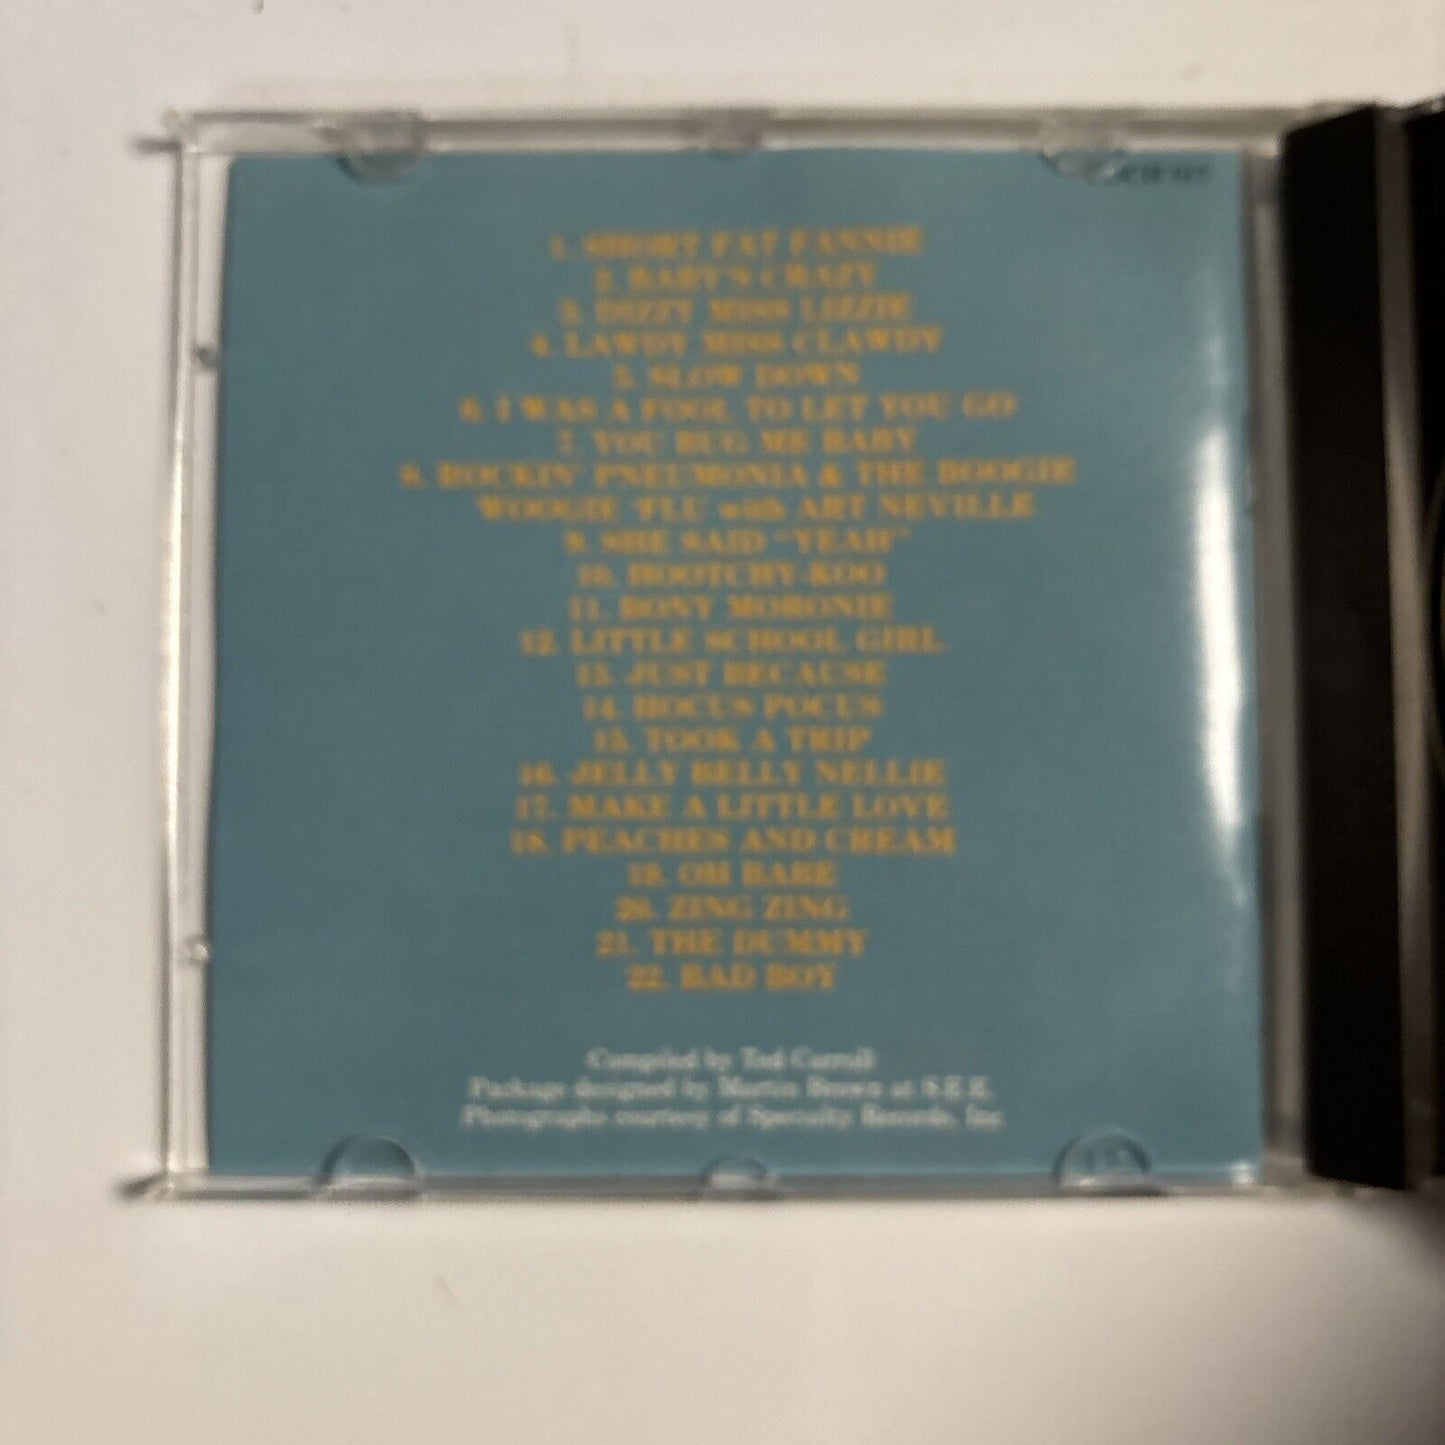 1. SHORT FAT FANNIE
2. BABY'S CRAZY
3. DIZZY MISS LIZZIE
4. LAWDY MISS CLAWDY
5. SLOW DOWN
6. I WAS A FOOL TO LET YOU GO
7. YOU BUG ME BABY
8. ROCKIN' PNEUMONIA & THE BOOGIE
WOOGIE 'FLU' with ART NEVILLE
9. SHE SAID "YEAH"
10. HOOTCHY-KOO
11. BONY MORONIE
12. LITTLE SCHOOL GIRL
13. JUST BECAUSE
14. HOCUS POCUS
15. TOOK A TRIP
16. JELLY BELLY NELLIE
17. MAKE A LITTLE LOVE
18. PEACHES AND CREAM
19. OH BABE
20. ZING ZING
21. THE DUMMY
22. BAD BOY
Compiled by Ted Carroll
Package designed by Martin Brown at S.E.E.
Photographs courtesy of Specialty Records, Inc